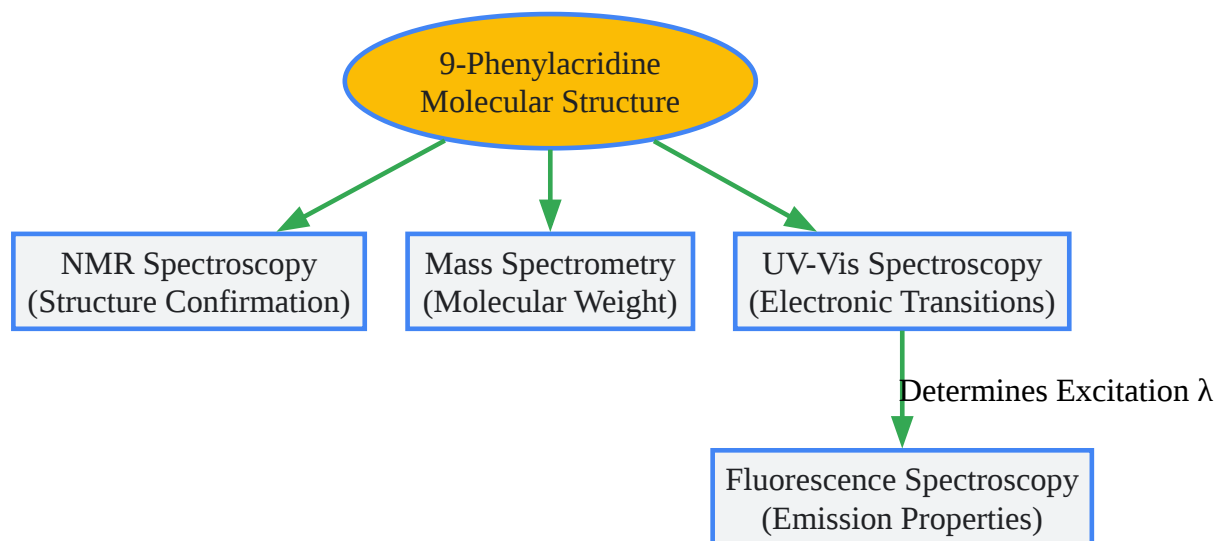 9-Phenylacridine
Molecular Structure
NMR Spectroscopy
(Structure Confirmation)
Mass Spectrometry
(Molecular Weight)
UV-Vis Spectroscopy
(Electronic Transitions)
Determines Excitation λ
Fluorescence Spectroscopy
(Emission Properties)